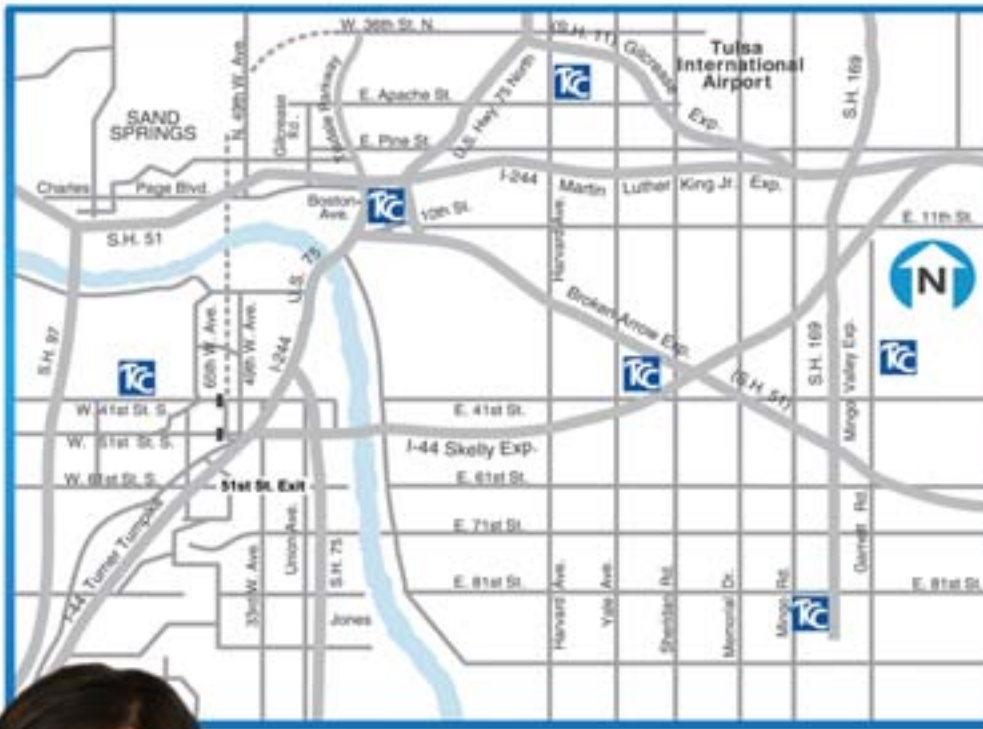 W. 36th St. N.
(S.H. 11) Gilcrease
Exp.
Tulsa
International
Airport
S.H. 169
N. 49th W. Ave.
SAND
SPRINGS
Gilcrease
Rd.
Parkway
E. Apache St.
U.S. Hwy. 75 North
TCC
E. Pine St.
Charles
Page Blvd.
I-244
Martin
Luther
King Jr.
Exp.
Boston
Ave.
TCC
10th St.
Harvard Ave.
E. 11th St.
S.H. 51
U.S. 75
N
S.H. 97
65th W. Ave.
49th W. Ave.
I-244
Broken Arrow Exp.
(S.H. 51)
S.H. 169
Mingo Valley Exp.
TCC
TCC
TCC
W. 41st St. S.
E. 41st St.
W. 51st St. S.
I-44 Skelly Exp.
W. 61st St. S.
51st St. Exit
E. 61st St.
I-44 Turner Turnpike
E. 71st St.
33rd W. Ave.
Union Ave.
S.H. 75
Garnett Rd.
E. 81st St.
E. 81st St.
Jones
Harvard Ave.
Yale Ave.
Sheridan Rd.
Memorial Dr.
Mingo Rd.
TCC